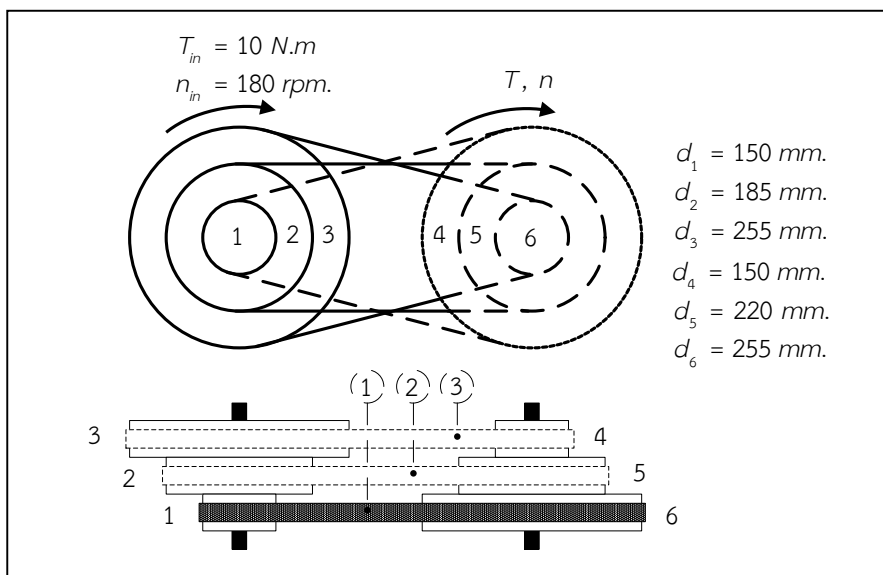 T_in = 10 N.m
n_in = 180 rpm.
T, n
d_1 = 150 mm.
d_2 = 185 mm.
d_3 = 255 mm.
d_4 = 150 mm.
d_5 = 220 mm.
d_6 = 255 mm.
1 2 3 4 5 6
(1) (2) (3)
3 4
2 5
1 6